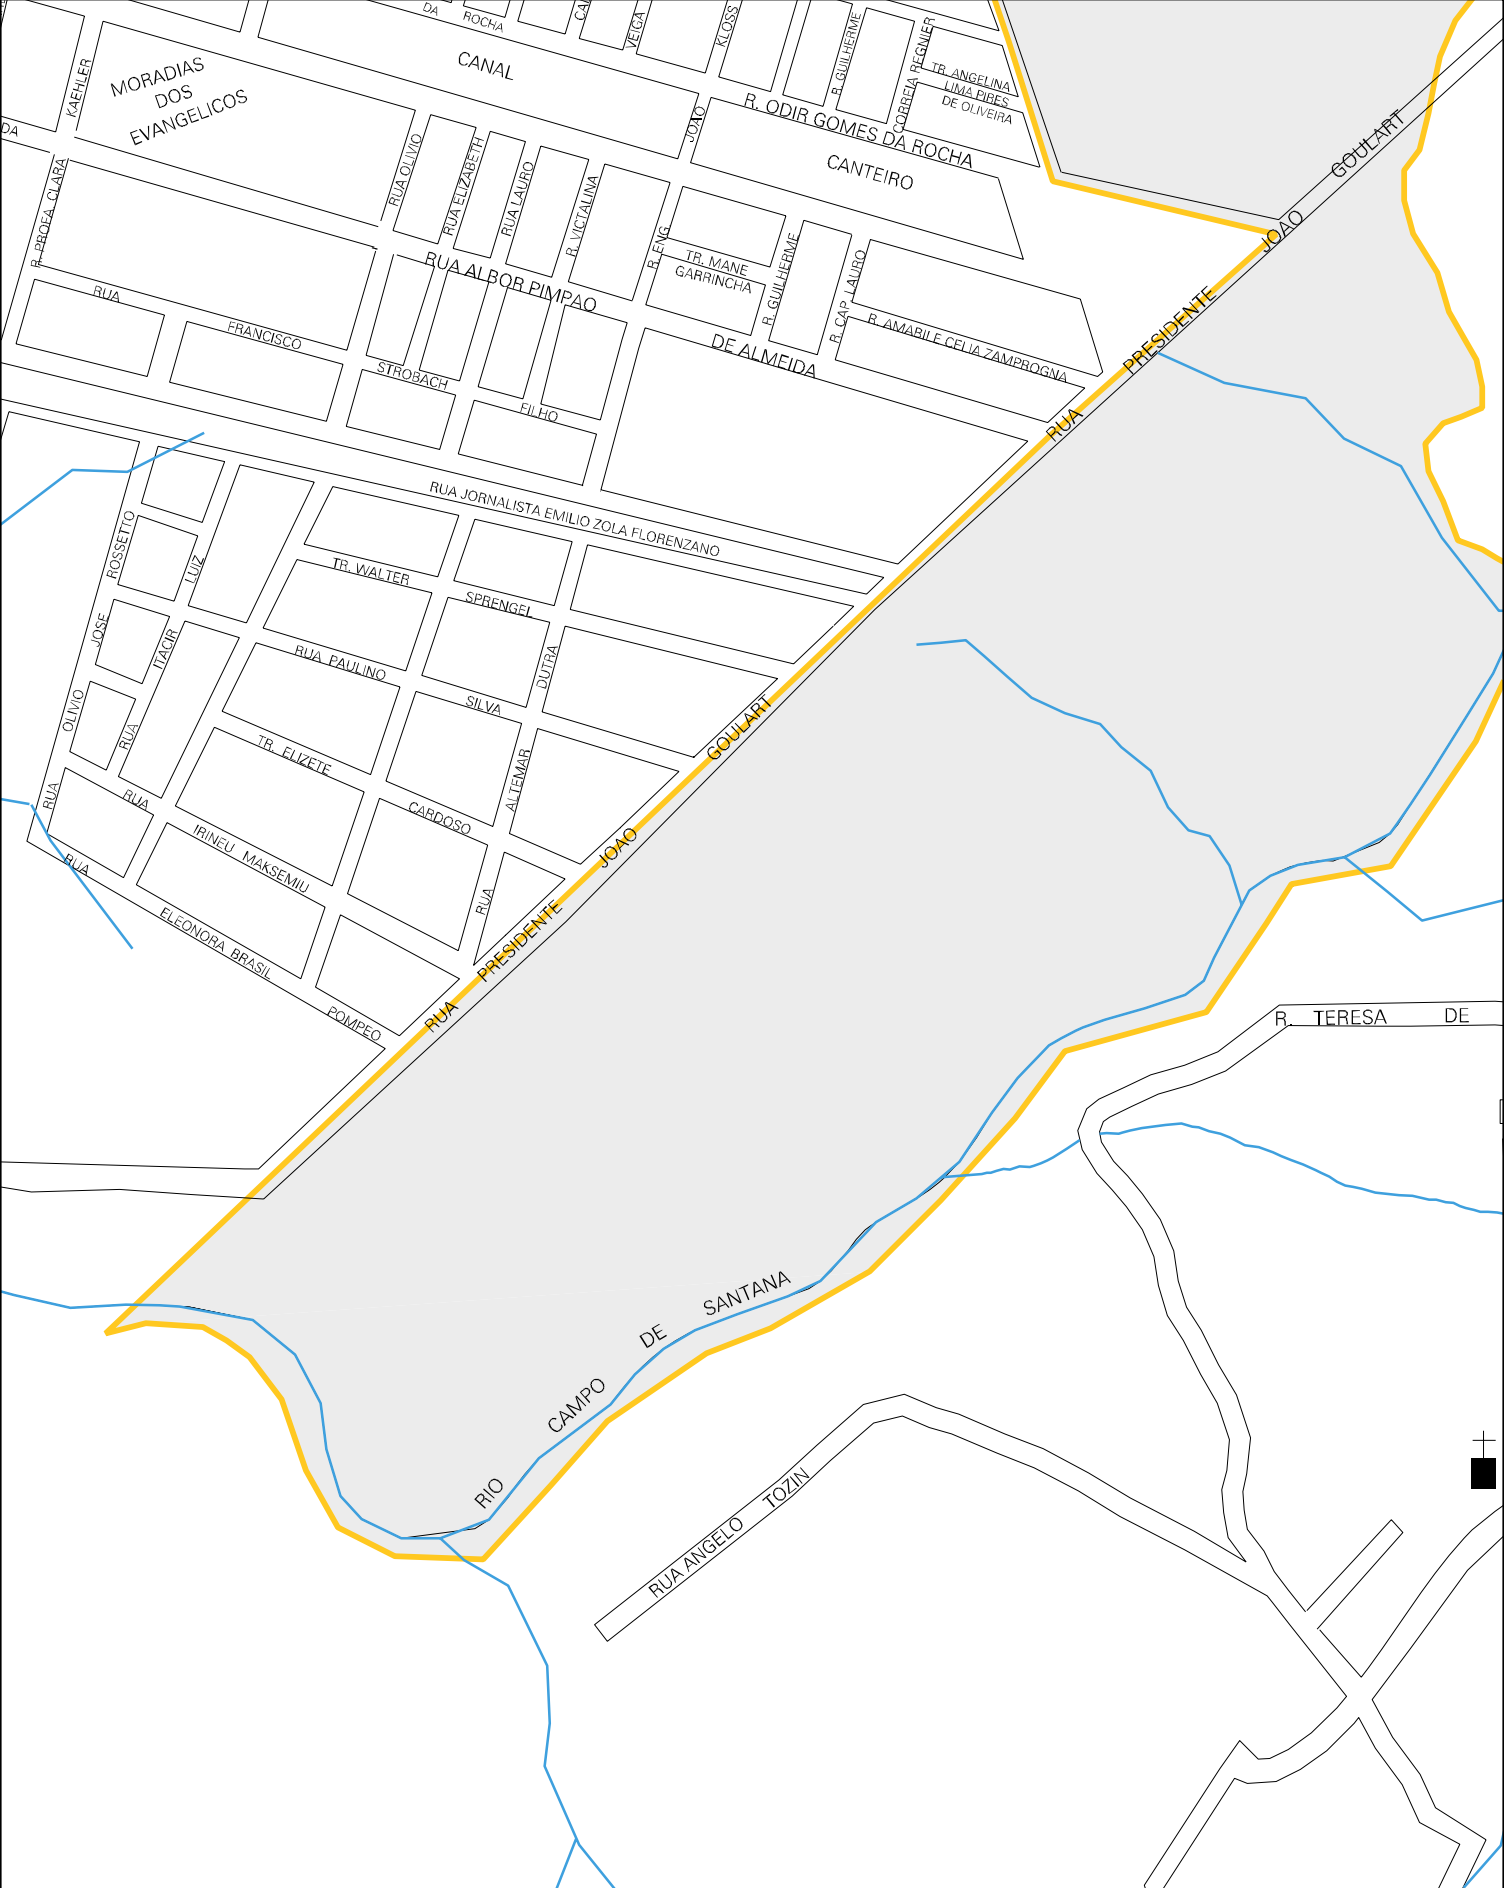 DA
ROCHA
VEIGA
KLOSS
R. GUILHERME
CORREIA REGNIER
TR. ANGELINA
LIMA PIRES
DE OLIVEIRA
KAEHLER
MORADIAS
DOS
EVANGELICOS
CANAL
R. ODIR GOMES DA ROCHA
CANTEIRO
JOAO
DA
R. PROFA. CLARA
RUA OLIVIO
RUA ELIZABETH
RUA LAURO
R. VICTALINA
R. ENG.
TR. MANE
GARRINCHA
R. GUILHERME
R. CAP. LAURO
R. AMABILE CELIA ZAMPROGNA
RUA ALBOR PIMPAO
DE ALMEIDA
RUA
FRANCISCO
STROBACH
FILHO
GOULART
JOAO
PRESIDENTE
RUA
RUA JORNALISTA EMILIO ZOLA FLORENZANO
ROSSETTO
JOSE
OLIVIO
RUA
LUIZ
ITACIR
RUA
TR. WALTER
SPRENGEL
RUA PAULINO
SILVA
DUTRA
ALTEMAR
RUA
TR. ELIZETE
CARDOSO
RUA
IRINEU MAKSEMIU
RUA
ELEONORA BRASIL
POMPEO
GOULART
JOAO
PRESIDENTE
RUA
R. TERESA DE
RIO CAMPO DE SANTANA
RUA ANGELO TOZIN